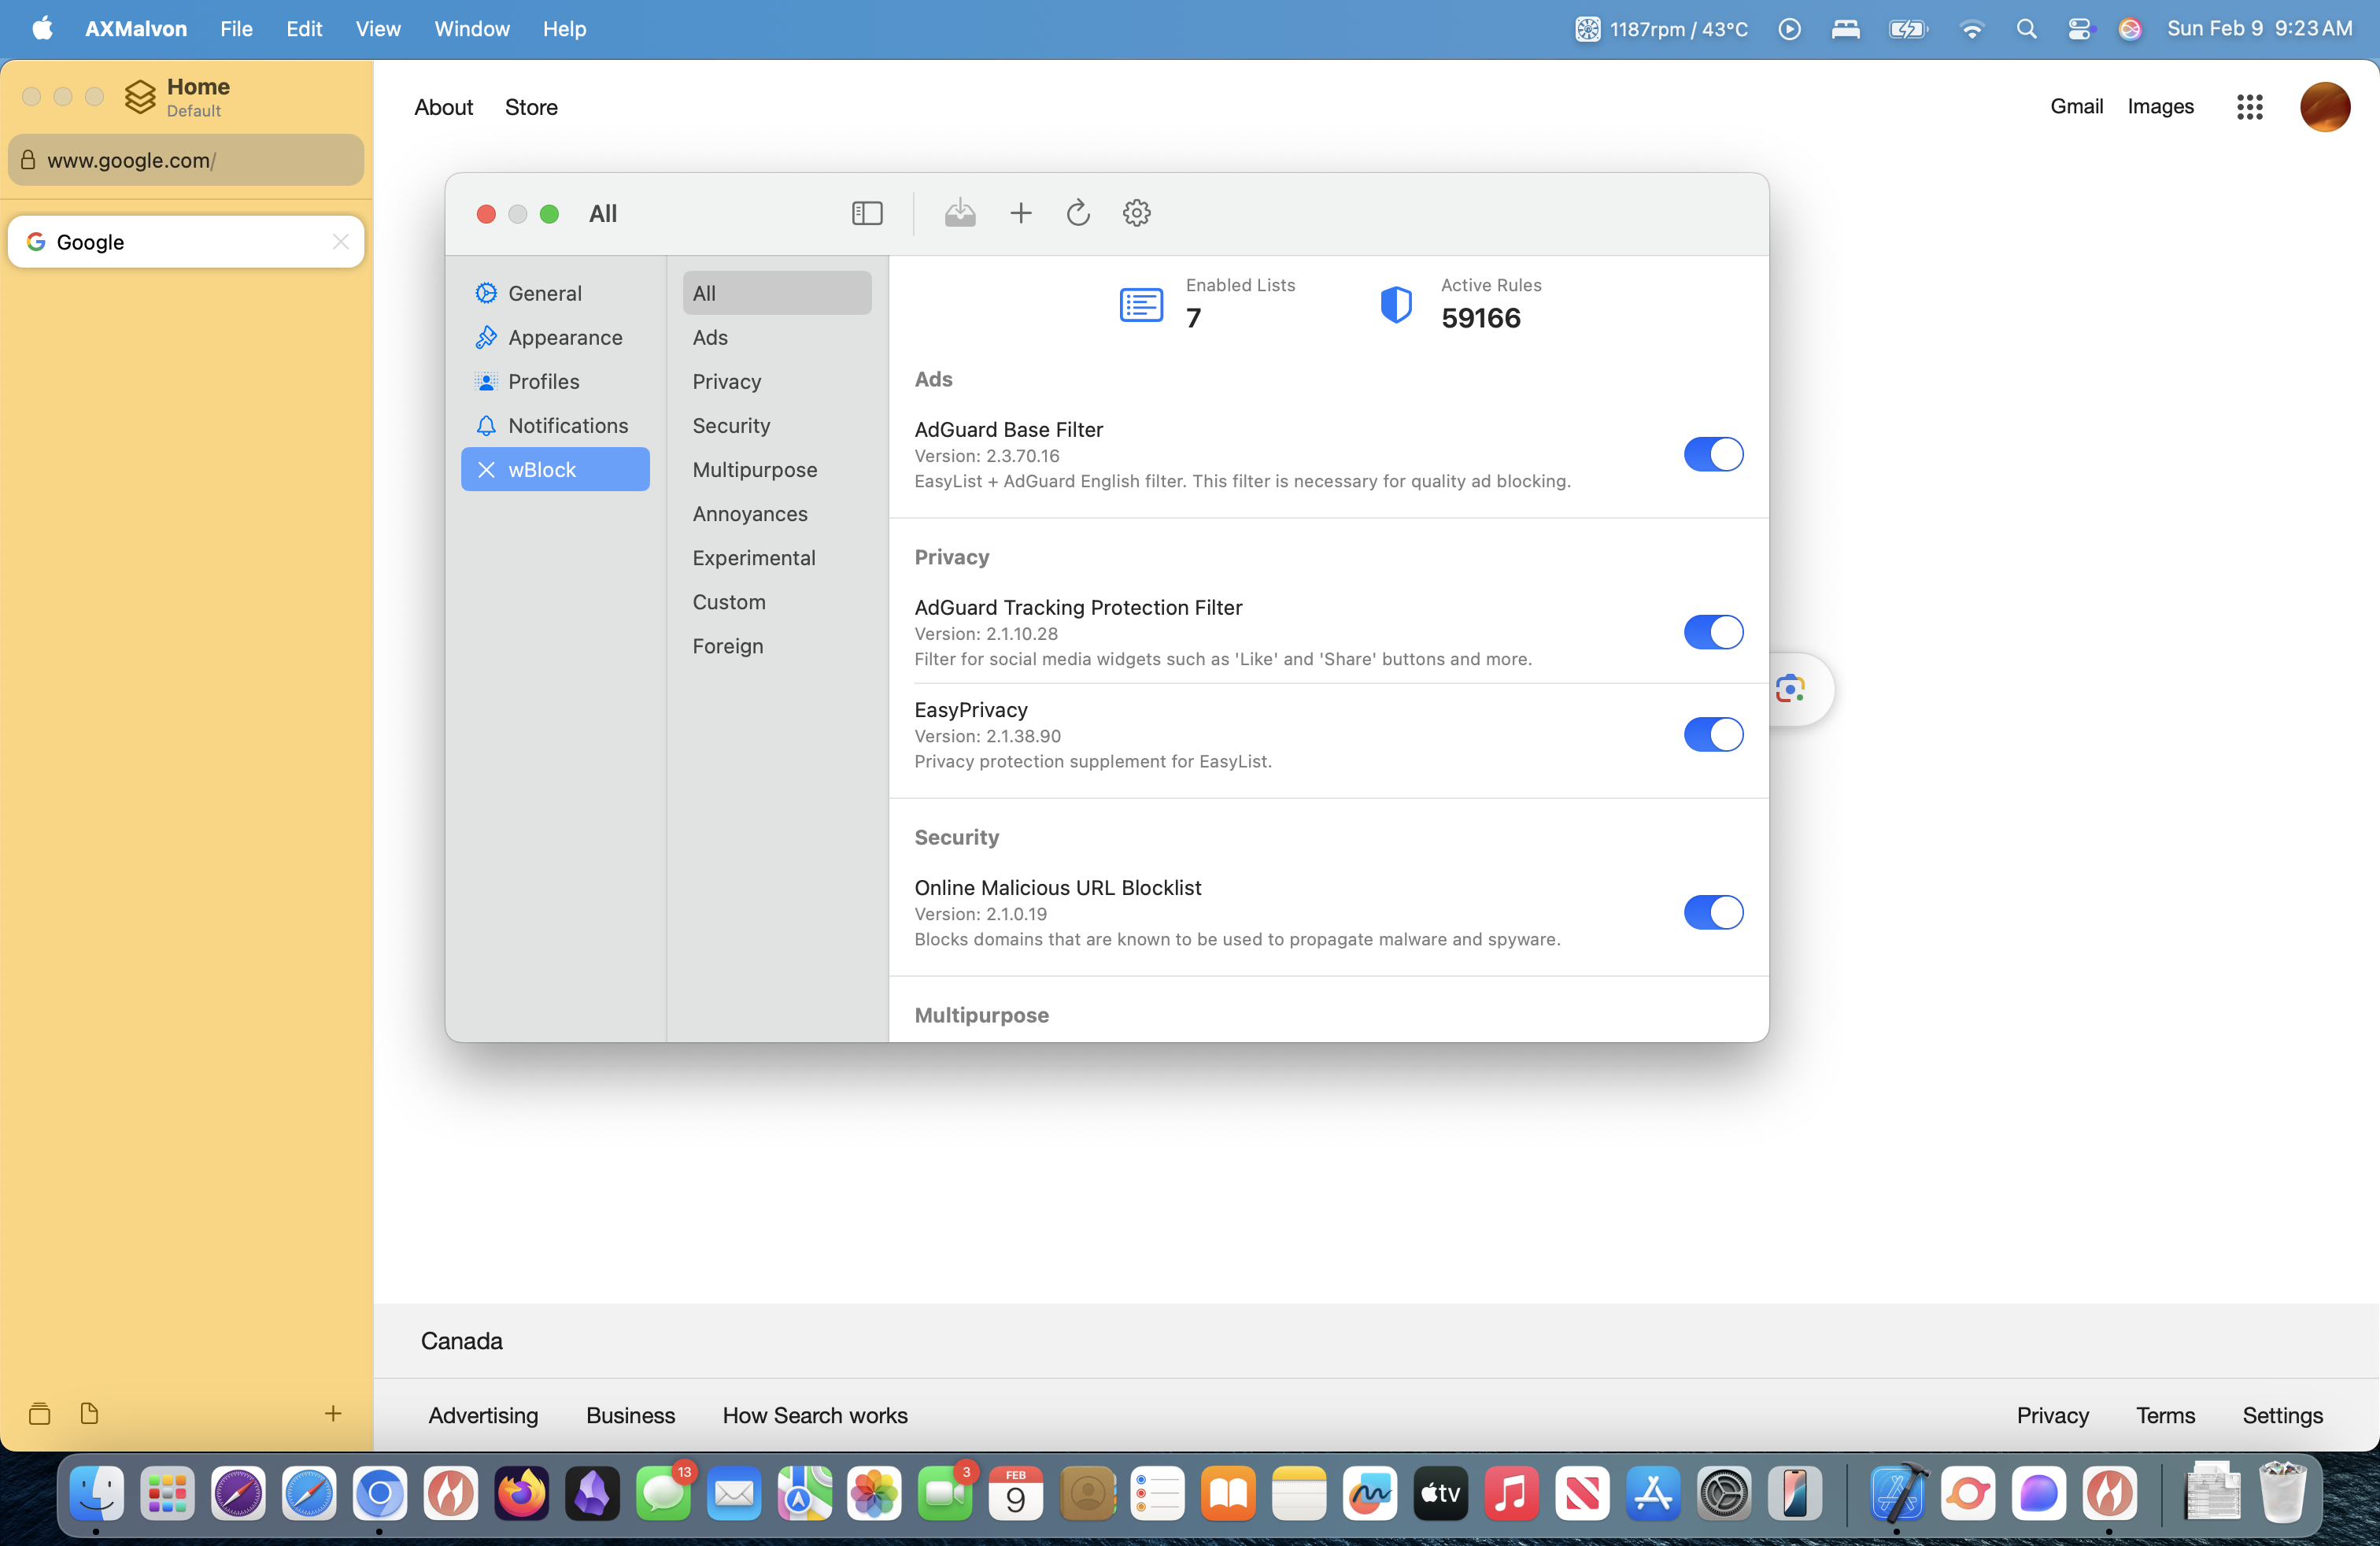 AXMalvon File Edit View Window Help
1187rpm / 43°C
Sun Feb 9 9:23 AM
Home
Default
www.google.com/
Google
About Store
Gmail Images
All
General
Appearance
Profiles
Notifications
wBlock
All
Ads
Privacy
Security
Multipurpose
Annoyances
Experimental
Custom
Foreign
Enabled Lists
7
Active Rules
59166
Ads
AdGuard Base Filter
Version: 2.3.70.16
EasyList + AdGuard English filter. This filter is necessary for quality ad blocking.
Privacy
AdGuard Tracking Protection Filter
Version: 2.1.10.28
Filter for social media widgets such as 'Like' and 'Share' buttons and more.
EasyPrivacy
Version: 2.1.38.90
Privacy protection supplement for EasyList.
Security
Online Malicious URL Blocklist
Version: 2.1.0.19
Blocks domains that are known to be used to propagate malware and spyware.
Multipurpose
Canada
Advertising Business How Search works
Privacy Terms Settings
13
3
FEB
9
tv